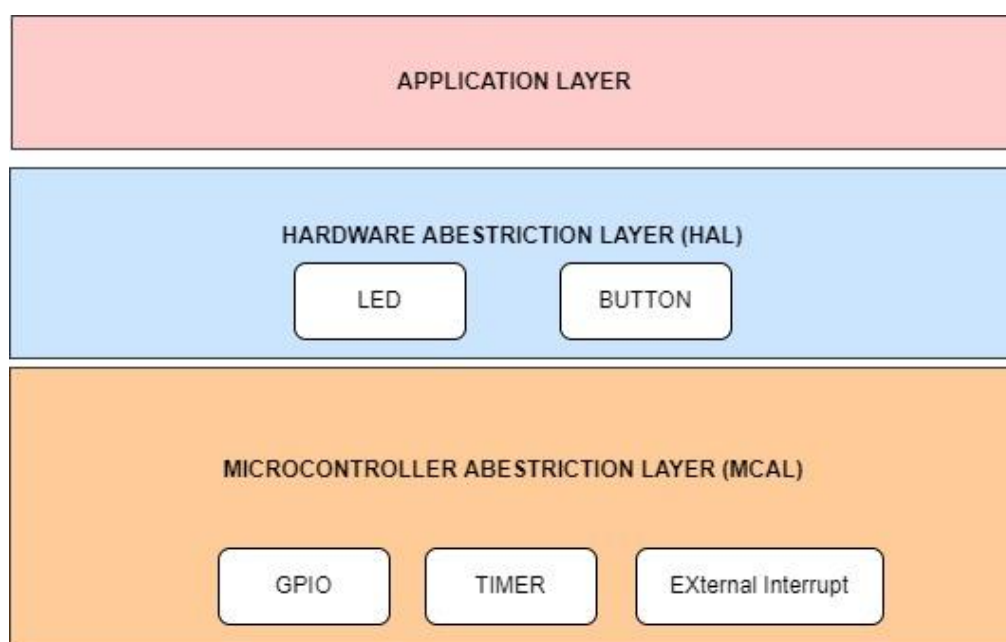 APPLICATION LAYER
HARDWARE ABESTRICTION LAYER (HAL)
LED BUTTON
MICROCONTROLLER ABESTRICTION LAYER (MCAL)
GPIO TIMER EXternal Interrupt